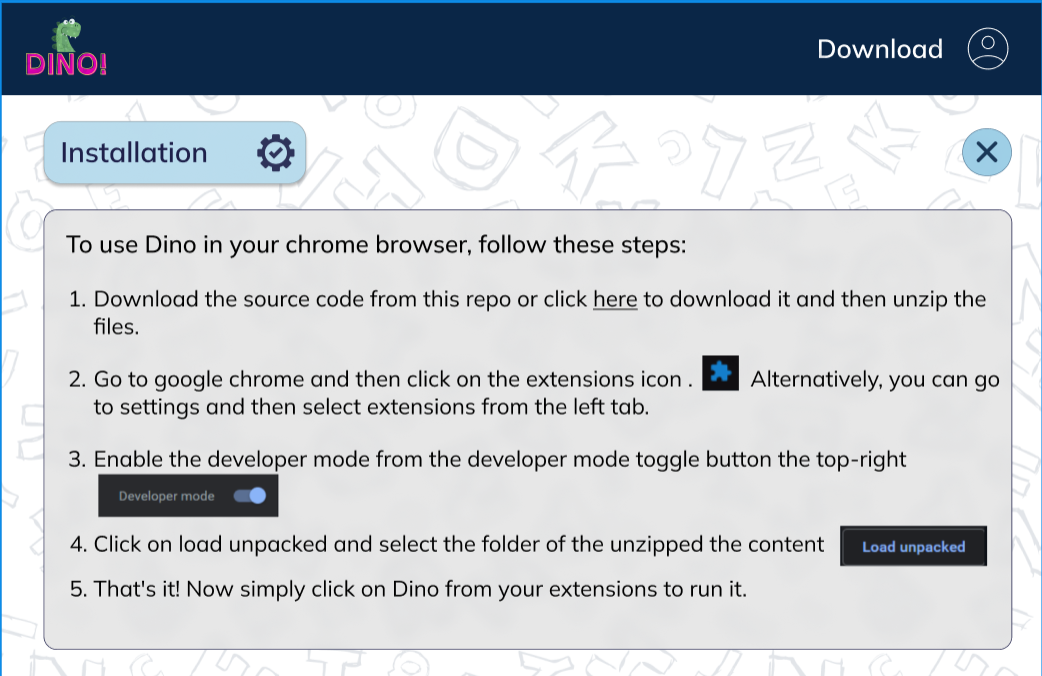 DINO!
Download
Installation
To use Dino in your chrome browser, follow these steps:
1. Download the source code from this repo or click here to download it and then unzip the
files.
2. Go to google chrome and then click on the extensions icon . Alternatively, you can go
to settings and then select extensions from the left tab.
3. Enable the developer mode from the developer mode toggle button the top-right
Developer mode
4. Click on load unpacked and select the folder of the unzipped the content
Load unpacked
5. That's it! Now simply click on Dino from your extensions to run it.